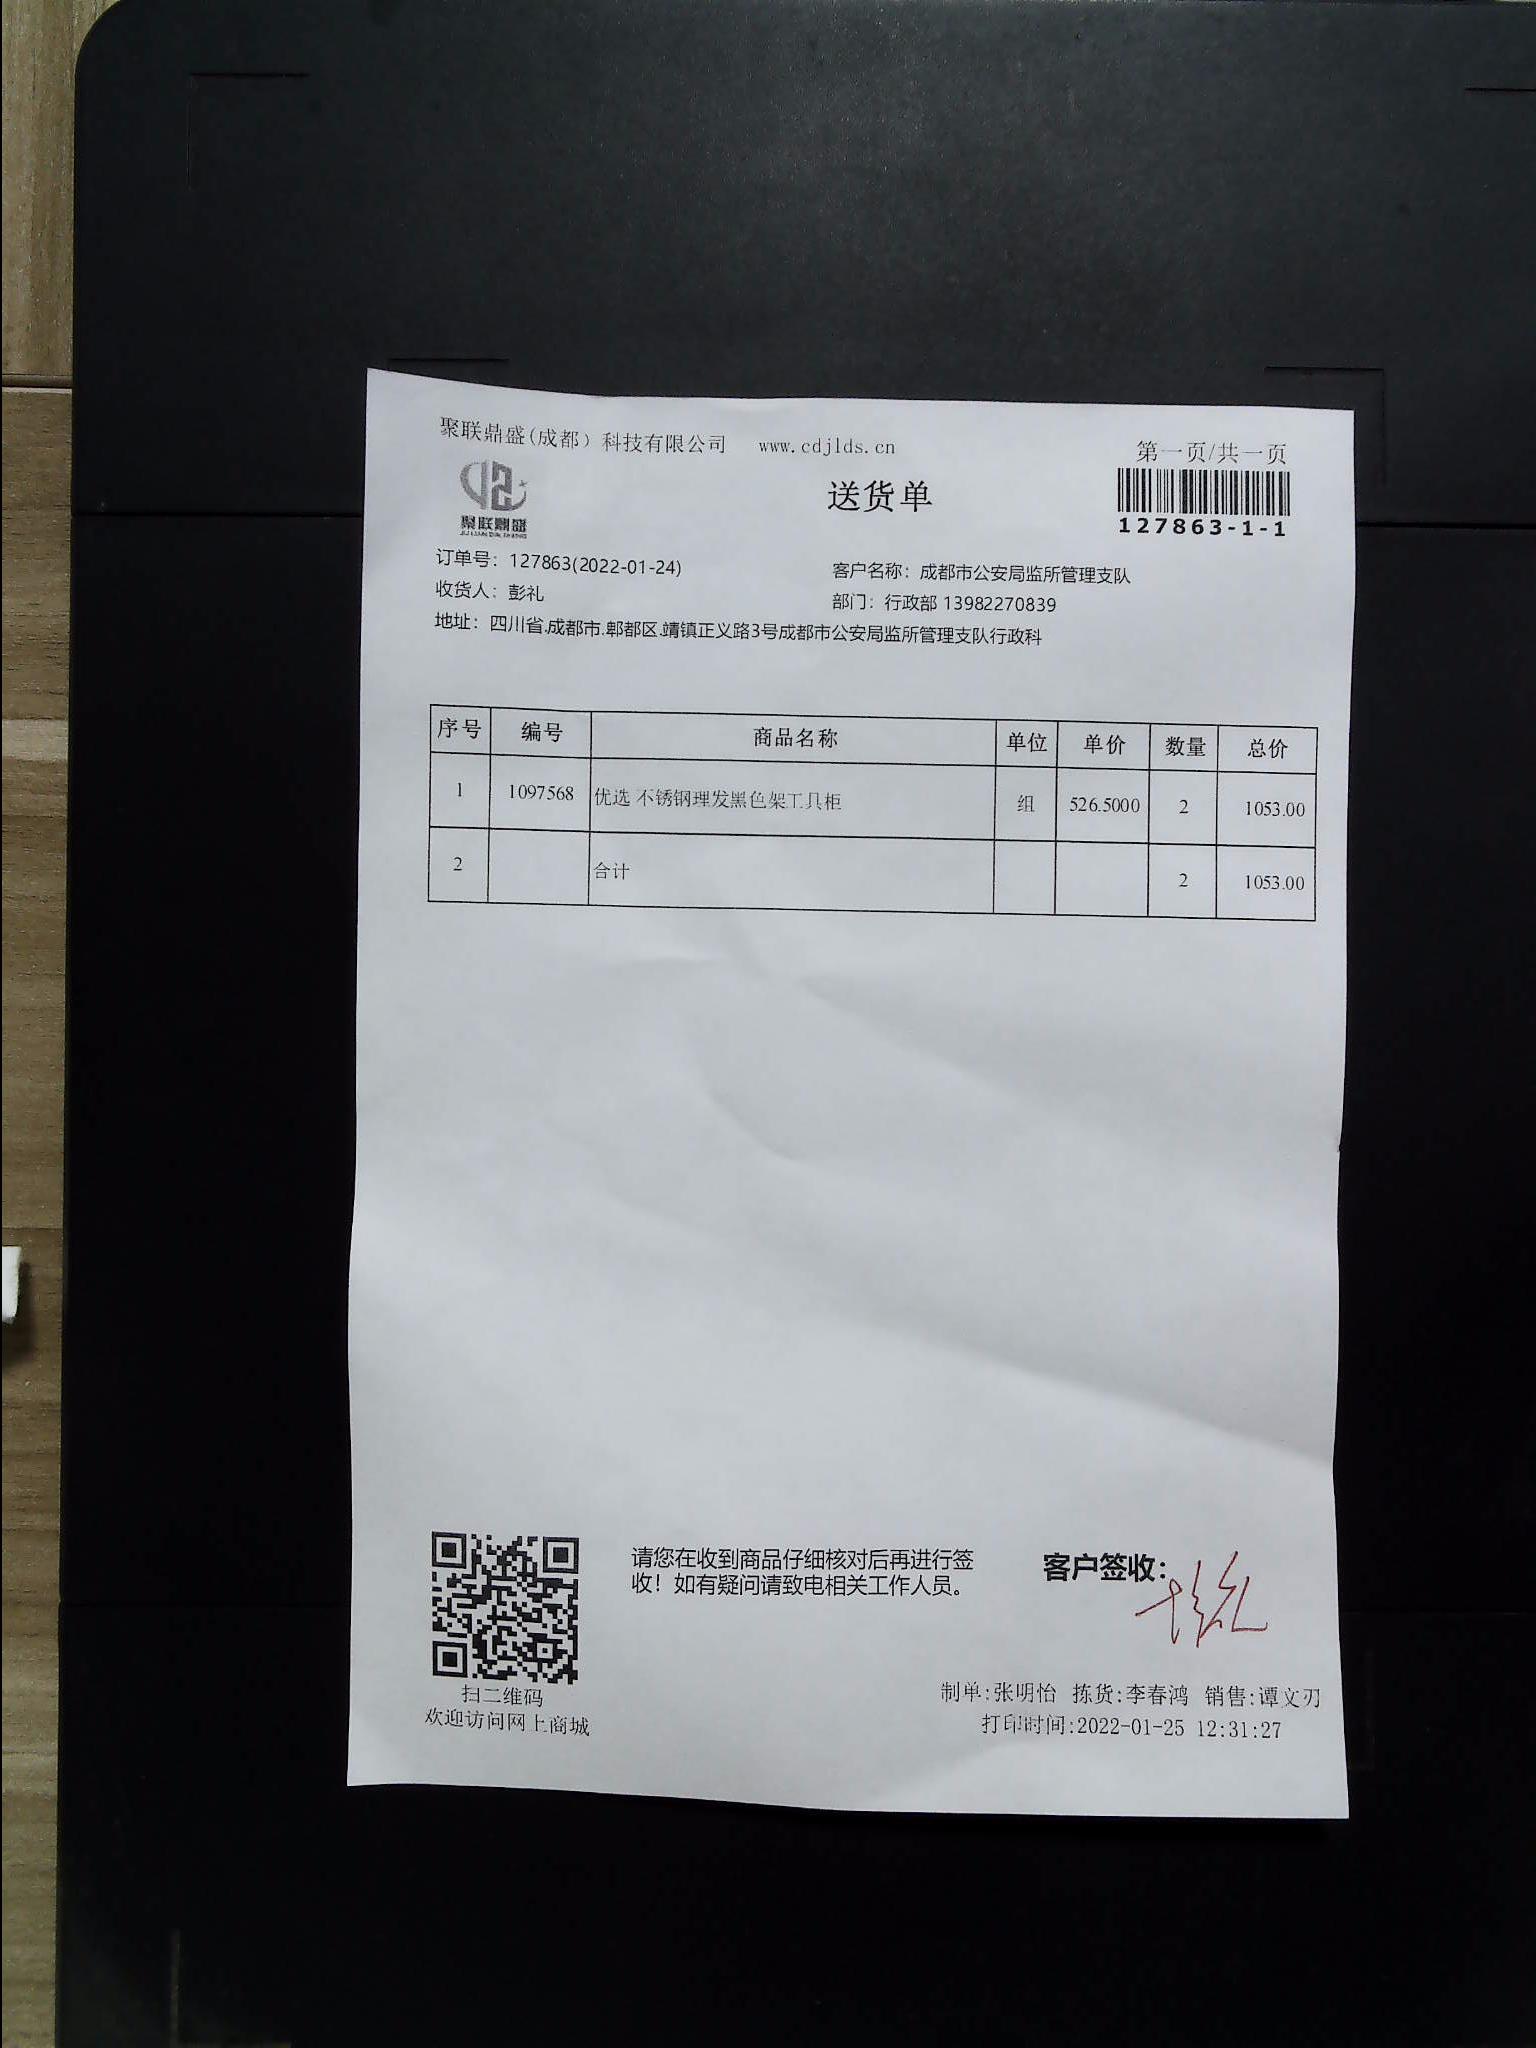 聚联鼎盛(成都）科技有限公司 www.cdjlds.cn
第一页/共一页
聚联鼎盛
送货单
127863-1-1
订单号：127863(2022-01-24)
客户名称：成都市公安局监所管理支队
收货人：彭礼
部门：行政部 13982270839
地址：四川省.成都市.郫都区.靖镇正义路3号成都市公安局监所管理支队行政科
序号 编号 商品名称 单位 单价 数量 总价
1 1097568 优选 不锈钢理发黑色架工具柜 组 526.5000 2 1053.00
2 合计 2 1053.00
请您在收到商品仔细核对后再进行签
收！如有疑问请致电相关工作人员。
客户签收：
扫二维码
欢迎访问网上商城
制单:张明怡 拣货:李春鸿 销售:谭文刃
打印时间:2022-01-25 12:31:27